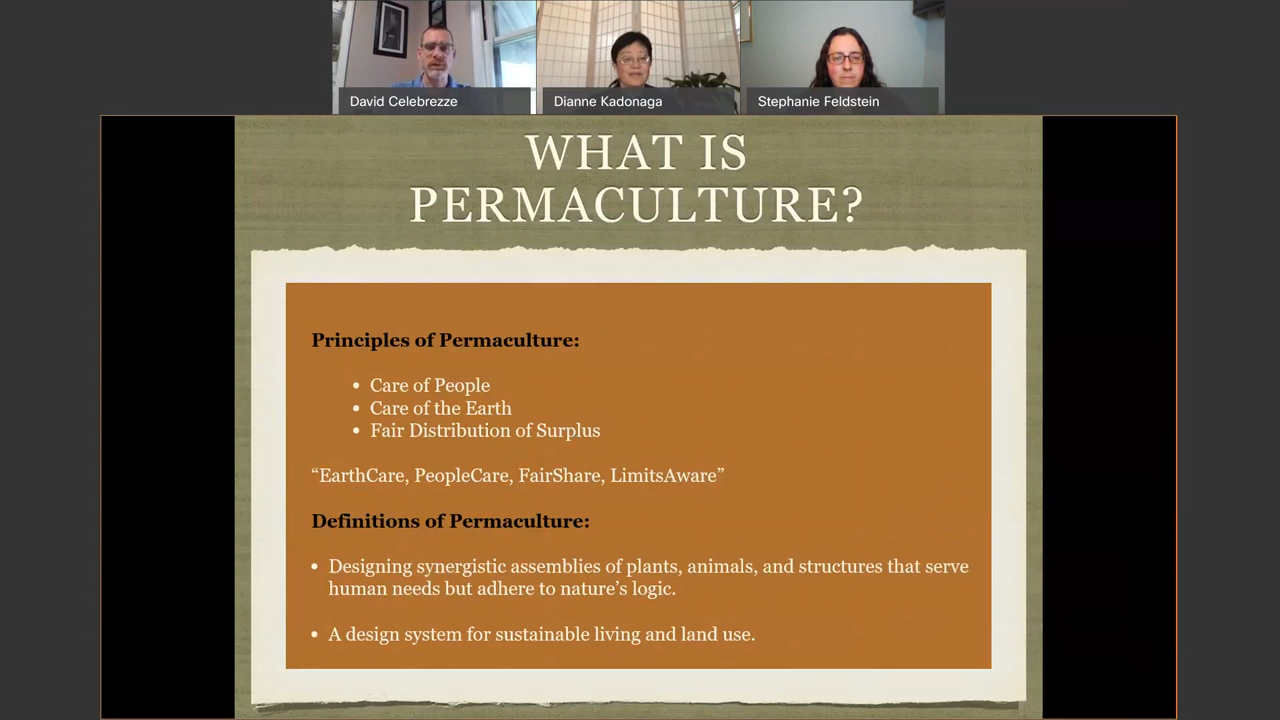 David Celebrezze
Dianne Kadonaga
Stephanie Feldstein
WHAT IS
PERMACULTURE?
Principles of Permaculture:
• Care of People
• Care of the Earth
• Fair Distribution of Surplus
“EarthCare, PeopleCare, FairShare, LimitsAware”
Definitions of Permaculture:
• Designing synergistic assemblies of plants, animals, and structures that serve
human needs but adhere to nature’s logic.
• A design system for sustainable living and land use.